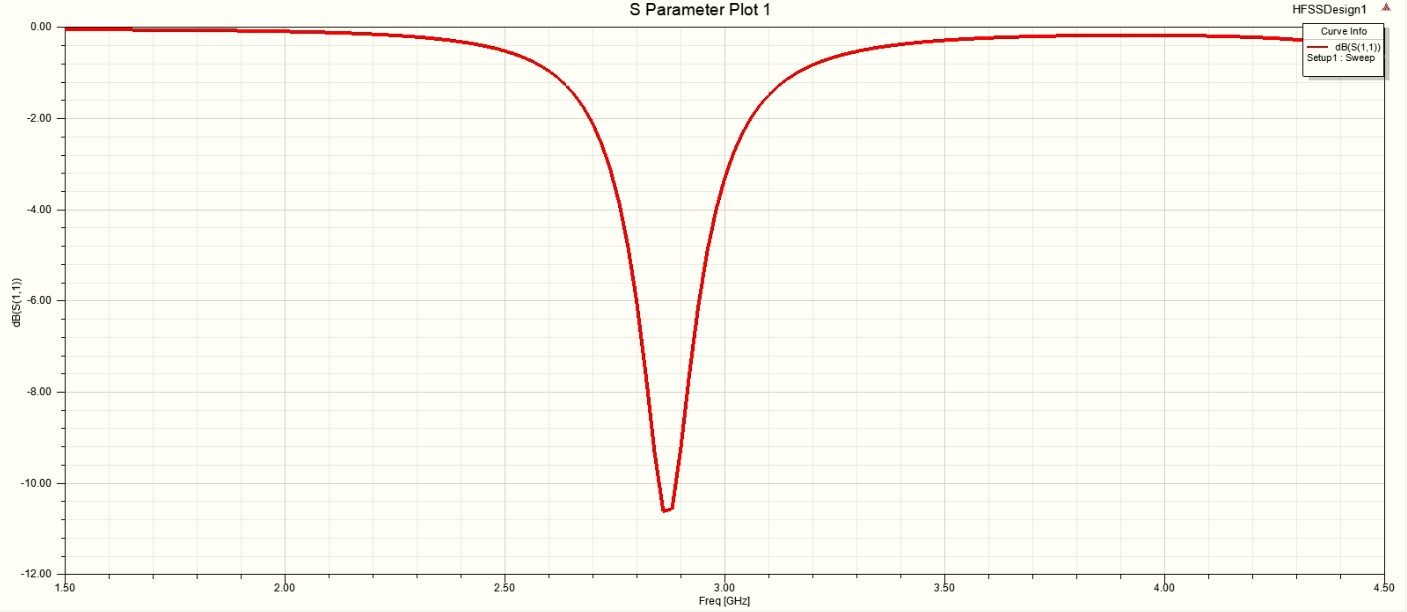 S Parameter Plot 1
HFSSDesign1
Curve Info
dB(S(1,1))
Setup1 : Sweep
0.00
-2.00
-4.00
-6.00
-8.00
-10.00
-12.00
dB(S(1,1))
1.50 2.00 2.50 3.00 3.50 4.00 4.50
Freq [GHz]